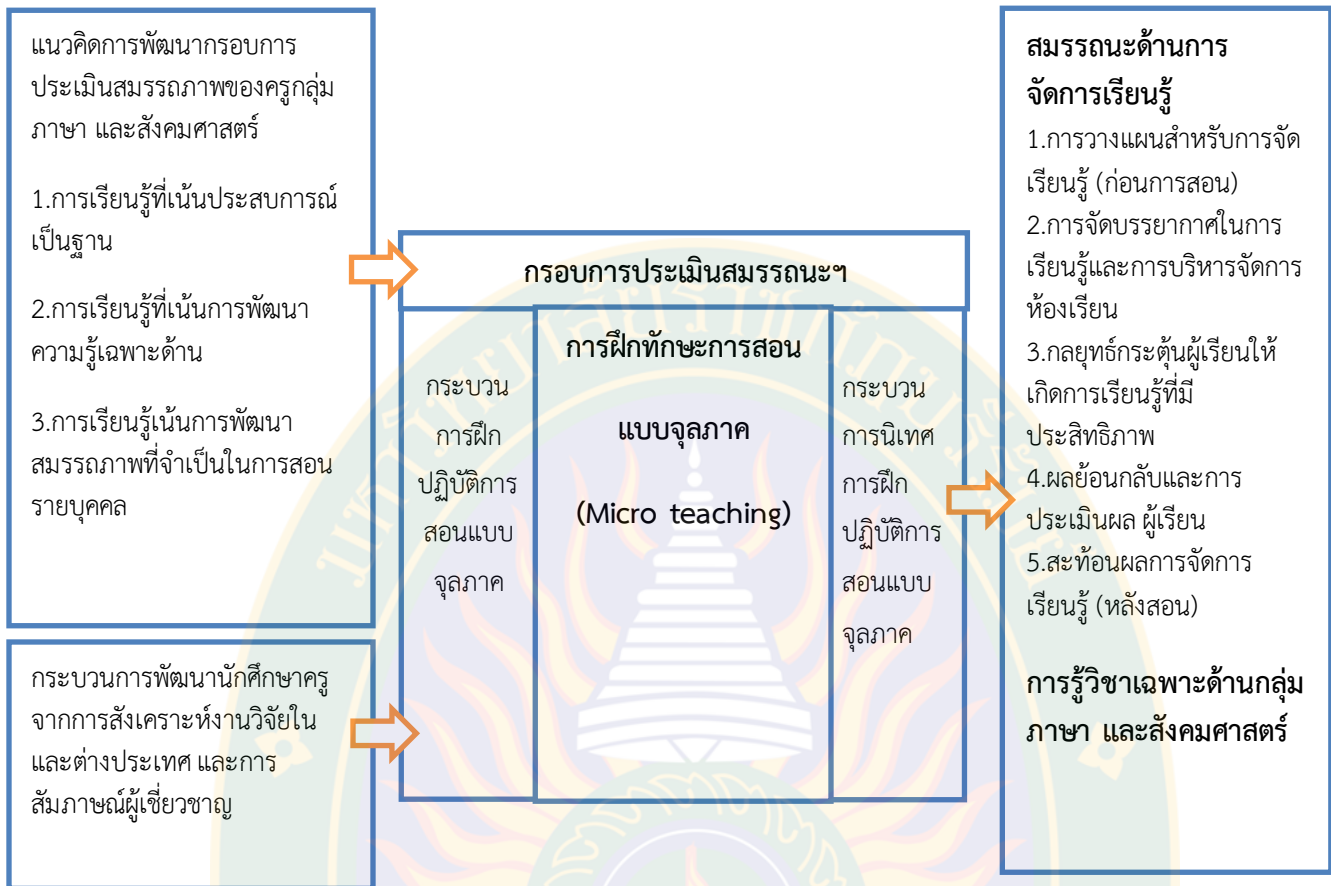 แนวคิดการพัฒนากรอบการ
ประเมินสมรรถภาพของครูกลุ่ม
ภาษา และสังคมศาสตร์
1.การเรียนรู้ที่เน้นประสบการณ์
เป็นฐาน
2.การเรียนรู้ที่เน้นการพัฒนา
ความรู้เฉพาะด้าน
3.การเรียนรู้เน้นการพัฒนา
สมรรถภาพที่จำเป็นในการสอน
รายบุคคล
กระบวนการพัฒนานักศึกษาครู
จากการสังเคราะห์งานวิจัยใน
และต่างประเทศ และการ
สัมภาษณ์ผู้เชี่ยวชาญ
กรอบการประเมินสมรรถนะฯ
กระบวน
การฝึก
ปฏิบัติการ
สอนแบบ
จุลภาค
การฝึกทักษะการสอน
แบบจุลภาค
(Micro teaching)
กระบวน
การนิเทศ
การฝึก
ปฏิบัติการ
สอนแบบ
จุลภาค
สมรรถนะด้านการ
จัดการเรียนรู้
1.การวางแผนสำหรับการจัด
เรียนรู้ (ก่อนการสอน)
2.การจัดบรรยากาศในการ
เรียนรู้และการบริหารจัดการ
ห้องเรียน
3.กลยุทธ์กระตุ้นผู้เรียนให้
เกิดการเรียนรู้ที่มี
ประสิทธิภาพ
4.ผลย้อนกลับและการ
ประเมินผล ผู้เรียน
5.สะท้อนผลการจัดการ
เรียนรู้ (หลังสอน)
การรู้วิชาเฉพาะด้านกลุ่ม
ภาษา และสังคมศาสตร์